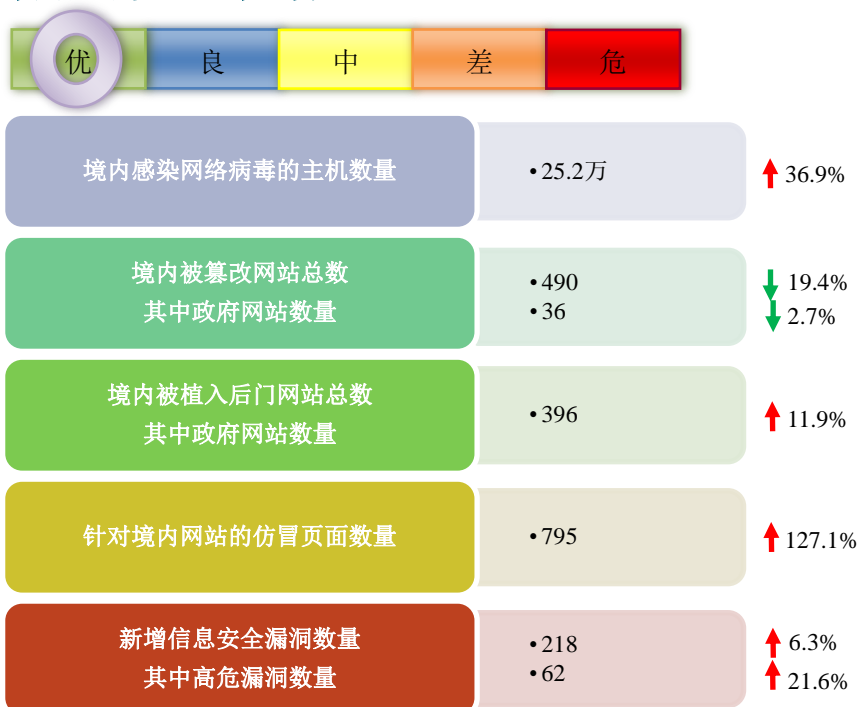 优 良 中 差 危
境内感染网络病毒的主机数量 •25.2万 36.9%
境内被篡改网站总数 •490 19.4%
其中政府网站数量 •36 2.7%
境内被植入后门网站总数
其中政府网站数量 •396 11.9%
针对境内网站的仿冒页面数量 •795 127.1%
新增信息安全漏洞数量 •218 6.3%
其中高危漏洞数量 •62 21.6%